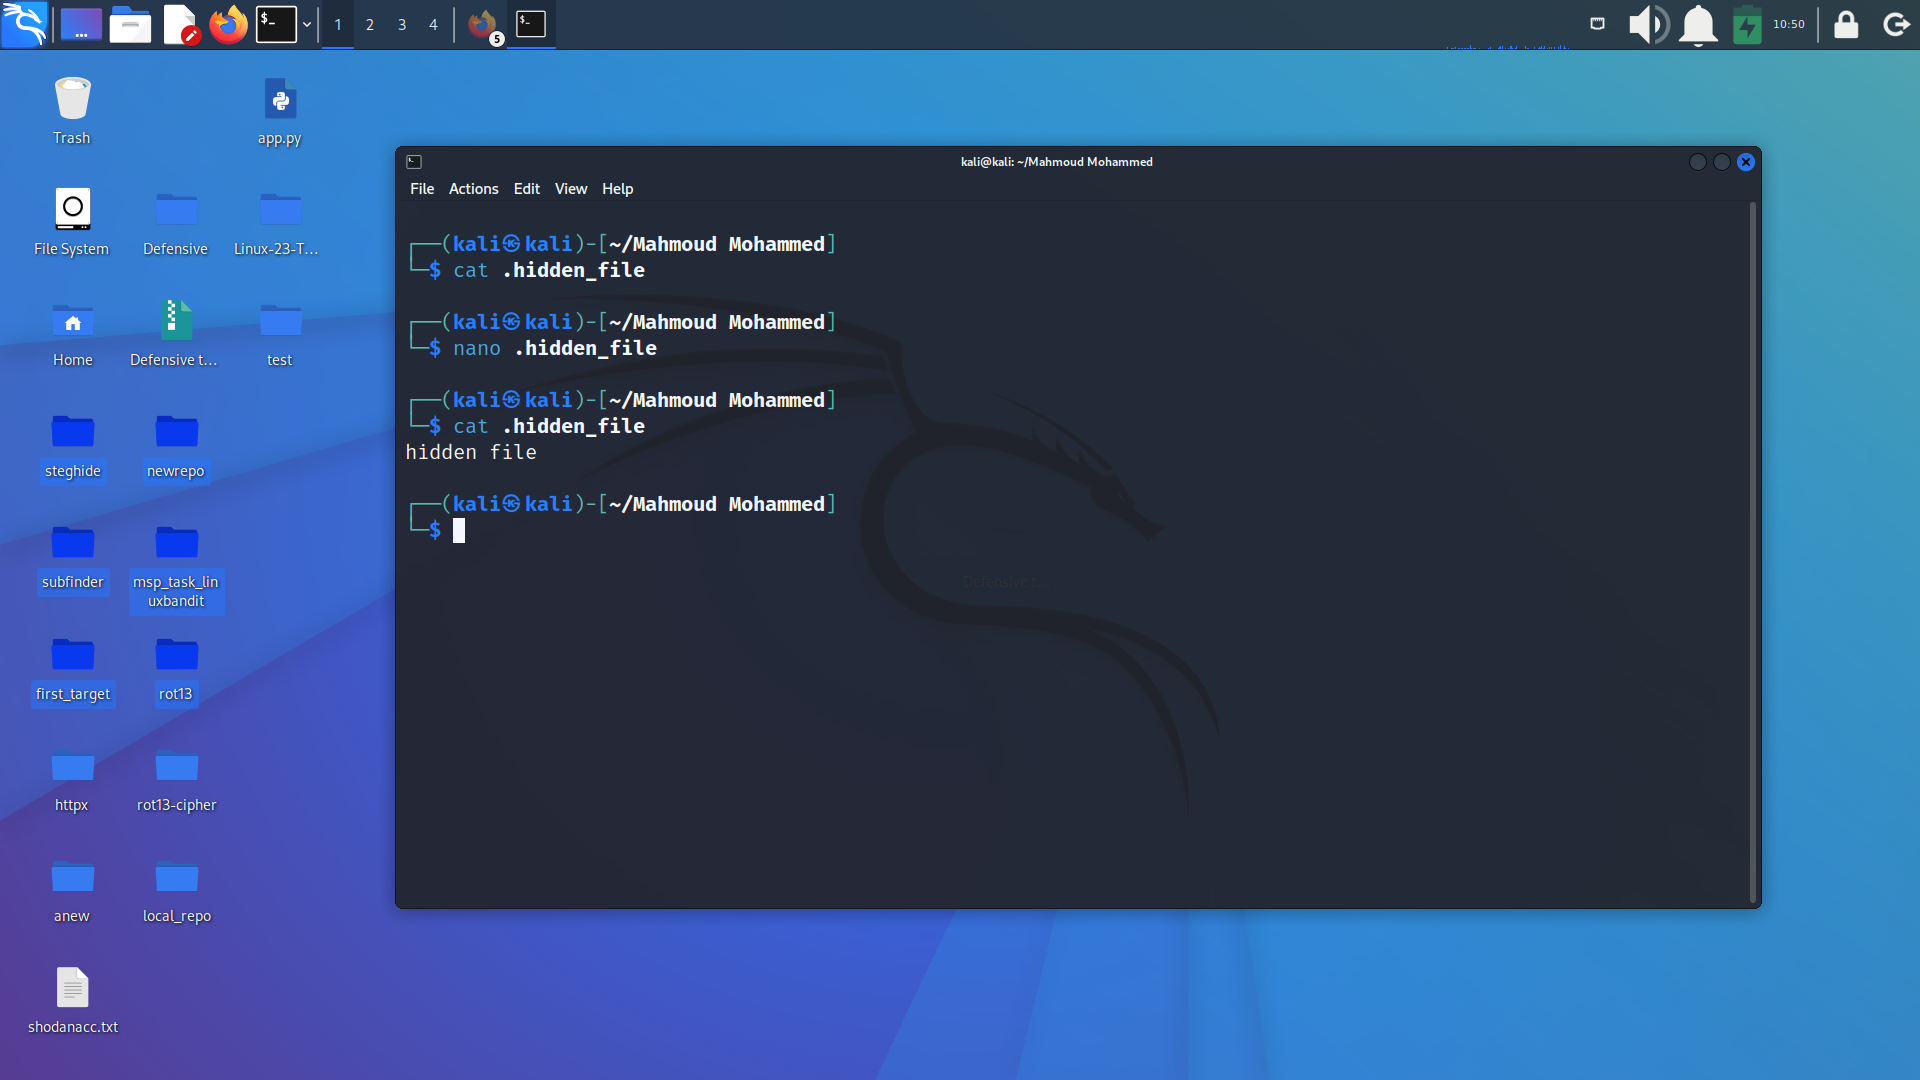 1 2 3 4
5
10:50
Trash
app.py
File System
Defensive
Linux-23-T...
Home
Defensive t...
test
steghide
newrepo
subfinder
msp_task_lin
uxbandit
first_target
rot13
httpx
rot13-cipher
anew
local_repo
shodanacc.txt
kali@kali: ~/Mahmoud Mohammed
File Actions Edit View Help
┌──(kali㉿kali)-[~/Mahmoud Mohammed]
└─$ cat .hidden_file
┌──(kali㉿kali)-[~/Mahmoud Mohammed]
└─$ nano .hidden_file
┌──(kali㉿kali)-[~/Mahmoud Mohammed]
└─$ cat .hidden_file
hidden file
┌──(kali㉿kali)-[~/Mahmoud Mohammed]
└─$
Defensive t...